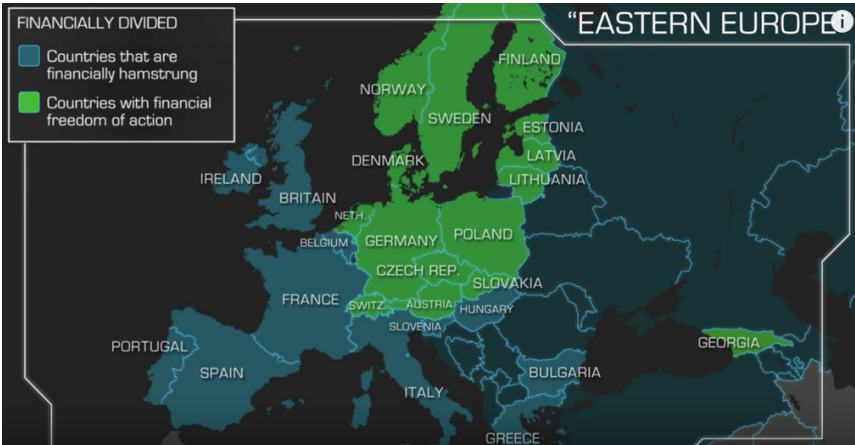 FINANCIALLY DIVIDED
Countries that are
financially hamstrung
Countries with financial
freedom of action
“EASTERN EUROPE
i
FINLAND
NORWAY
SWEDEN
ESTONIA
DENMARK
LATVIA
IRELAND
LITHUANIA
BRITAIN
NETH.
BELGIUM
GERMANY
POLAND
CZECH REP.
SLOVAKIA
FRANCE
SWITZ.
AUSTRIA
HUNGARY
SLOVENIA
PORTUGAL
GEORGIA
SPAIN
BULGARIA
ITALY
GREECE